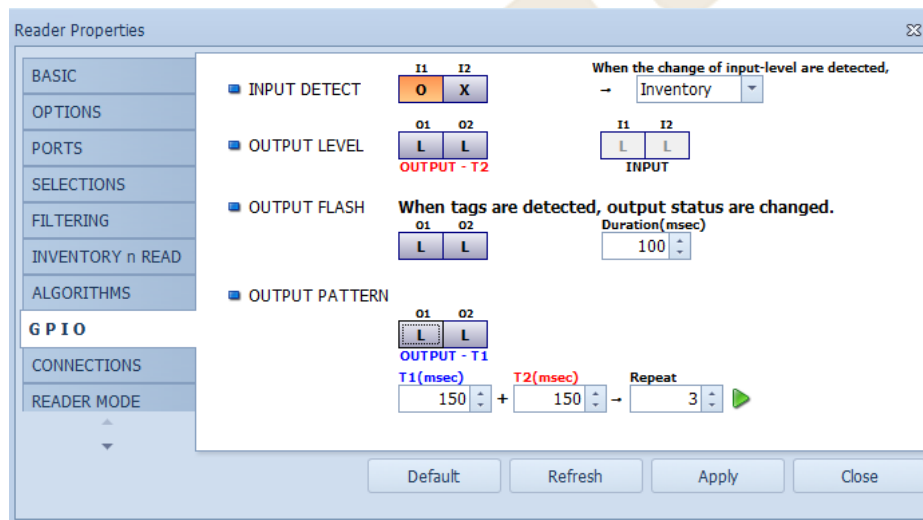 Reader Properties
BASIC
OPTIONS
PORTS
SELECTIONS
FILTERING
INVENTORY n READ
ALGORITHMS
GPIO
CONNECTIONS
READER MODE
I1 I2
INPUT DETECT O X
When the change of input-level are detected,
→ Inventory
O1 O2 I1 I2
OUTPUT LEVEL L L L L
OUTPUT - T2 INPUT
OUTPUT FLASH When tags are detected, output status are changed.
O1 O2 Duration(msec)
L L 100
OUTPUT PATTERN
O1 O2
L L
OUTPUT - T1
T1(msec) T2(msec) Repeat
150 + 150 → 3
Default Refresh Apply Close